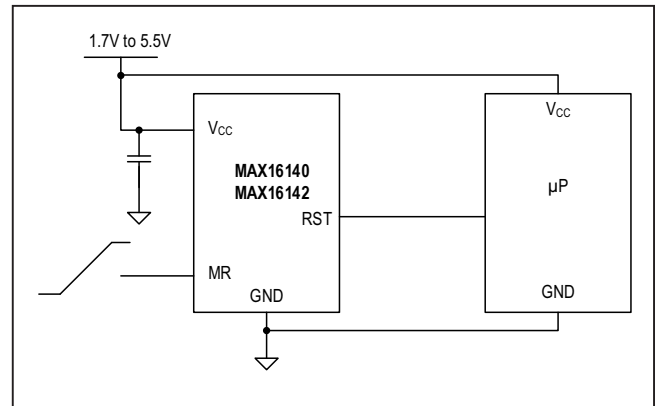 1.7V to 5.5V
VCC
MAX16140
MAX16142
RST
MR
GND
VCC
µP
GND